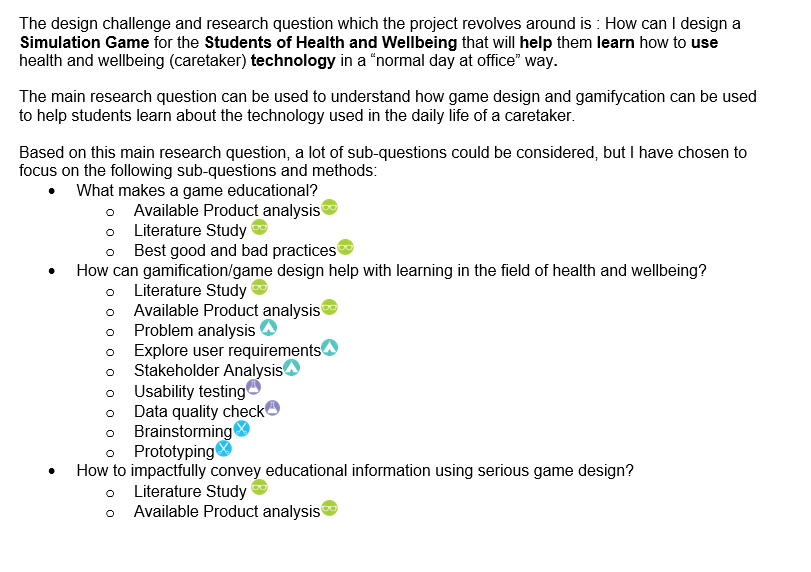 The design challenge and research question which the project revolves around is : How can I design a
Simulation Game for the Students of Health and Wellbeing that will help them learn how to use
health and wellbeing (caretaker) technology in a “normal day at office” way.
The main research question can be used to understand how game design and gamifycation can be used
to help students learn about the technology used in the daily life of a caretaker.
Based on this main research question, a lot of sub-questions could be considered, but I have chosen to
focus on the following sub-questions and methods:
• What makes a game educational?
o Available Product analysis
o Literature Study
o Best good and bad practices
• How can gamification/game design help with learning in the field of health and wellbeing?
o Literature Study
o Available Product analysis
o Problem analysis
o Explore user requirements
o Stakeholder Analysis
o Usability testing
o Data quality check
o Brainstorming
o Prototyping
• How to impactfully convey educational information using serious game design?
o Literature Study
o Available Product analysis